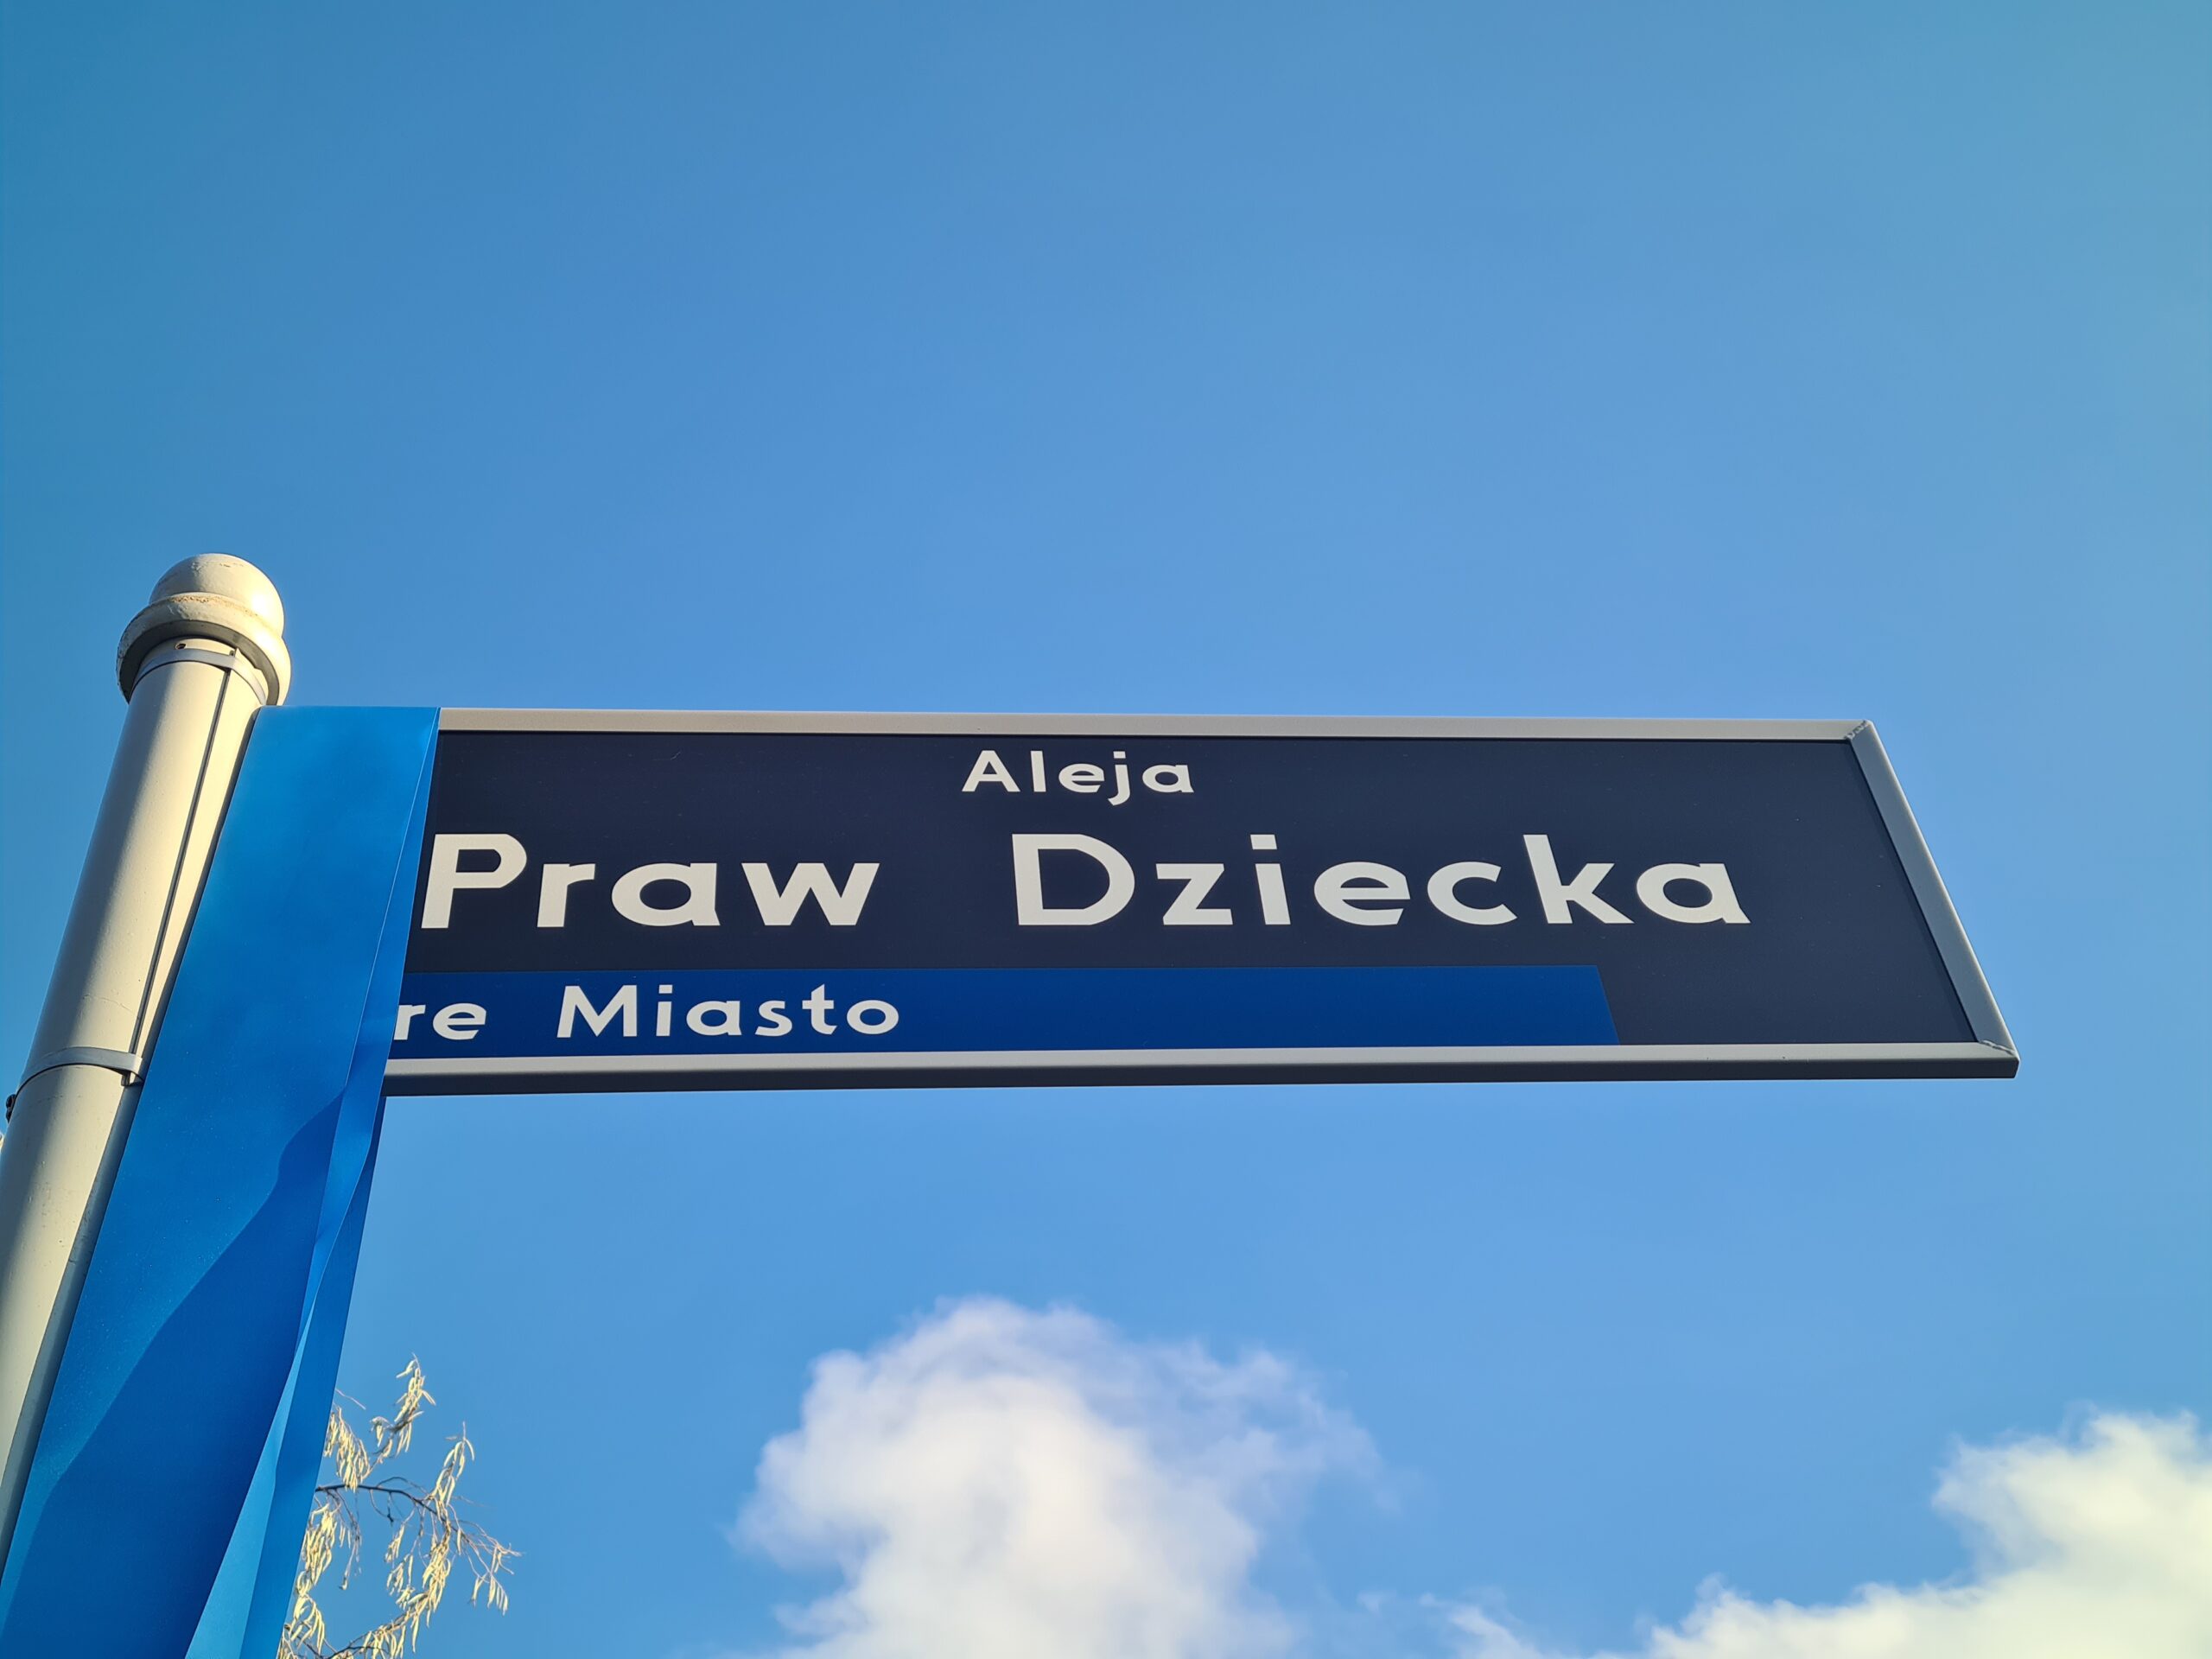 Aleja
Praw Dziecka
re Miasto